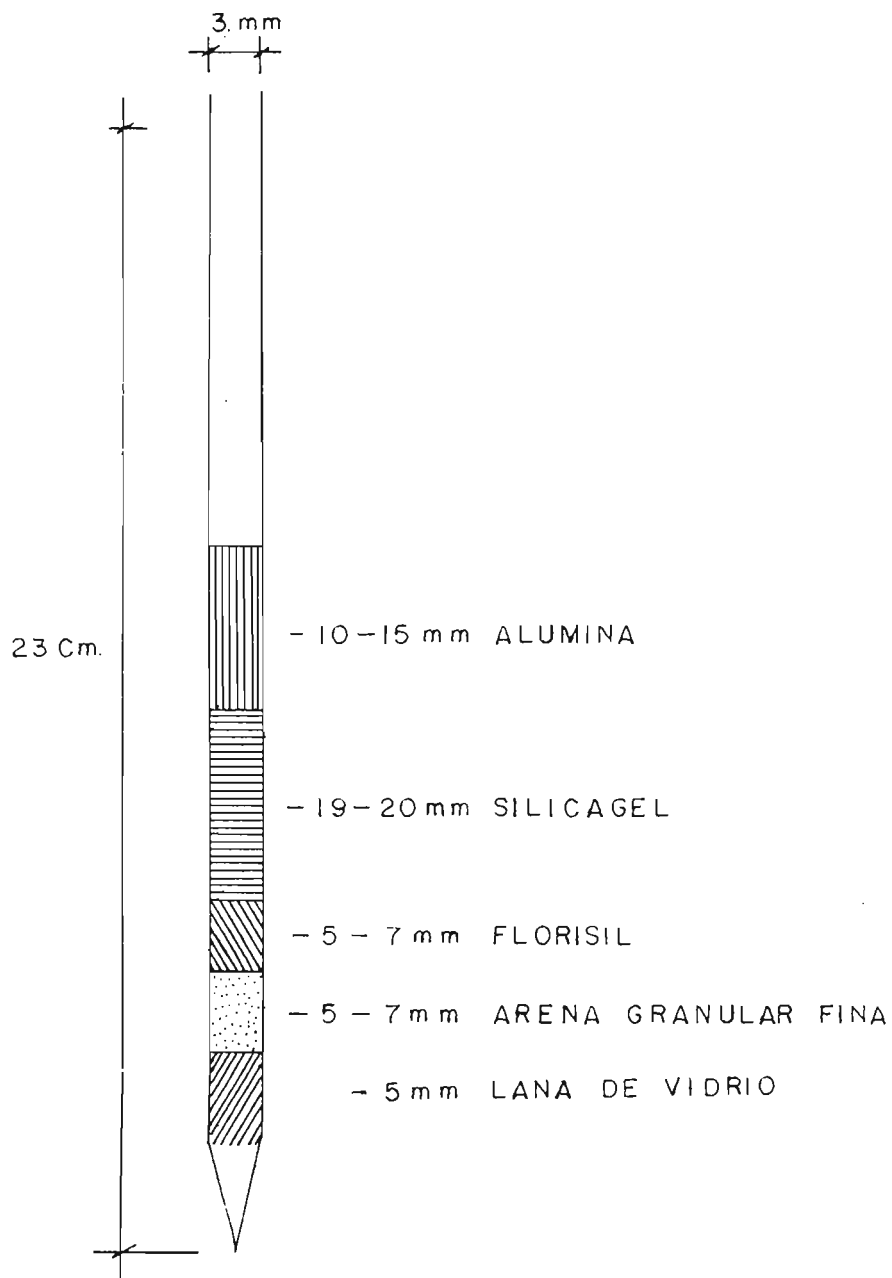 3. mm
23 Cm.
- 10-15 mm ALUMINA
- 19-20 mm SILICAGEL
- 5 - 7 mm FLORISIL
- 5 - 7 mm ARENA GRANULAR FINA
- 5 mm LANA DE VIDRIO